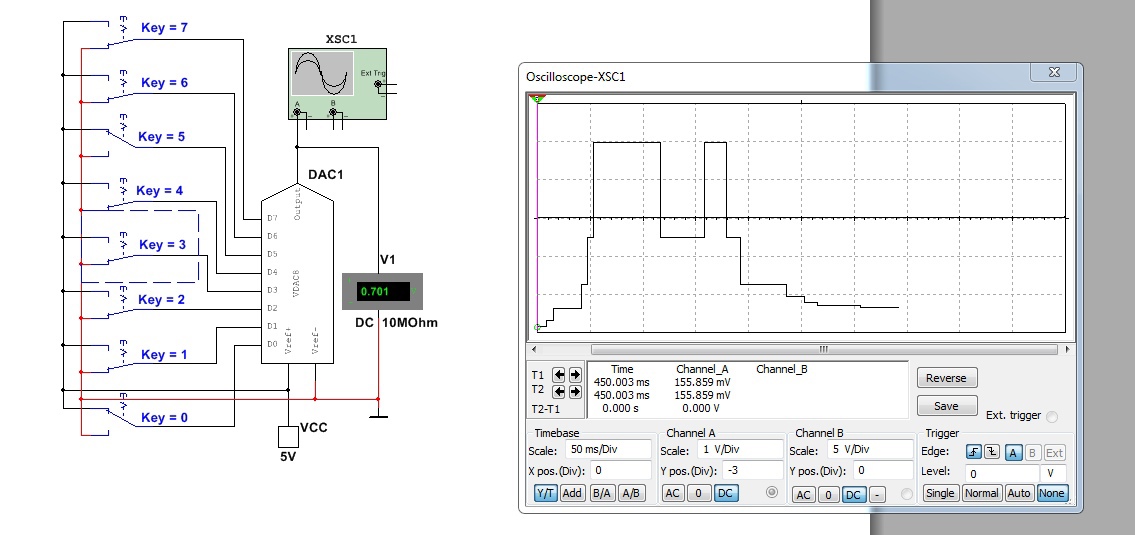 Key = 7
Key = 6
Key = 5
Key = 4
Key = 3
Key = 2
Key = 1
Key = 0
XSC1
Ext Trig
A
B
DAC1
Output
D7
D6
D5
D4
D3
D2
D1
D0
VDAC8
Vref+
Vref-
V1
0.701
DC 10MOhm
VCC
5V
Oscilloscope-XSC1
Time Channel_A Channel_B
T1 450.003 ms 155.859 mV
T2 450.003 ms 155.859 mV
T2-T1 0.000 s 0.000 V
Reverse
Save
Ext. trigger
Timebase
Scale: 50 ms/Div
X pos.(Div): 0
Y/T Add B/A A/B
Channel A
Scale: 1 V/Div
Y pos.(Div): -3
AC 0 DC
Channel B
Scale: 5 V/Div
Y pos.(Div): 0
AC 0 DC -
Trigger
Edge: A B Ext
Level: 0 V
Single Normal Auto None